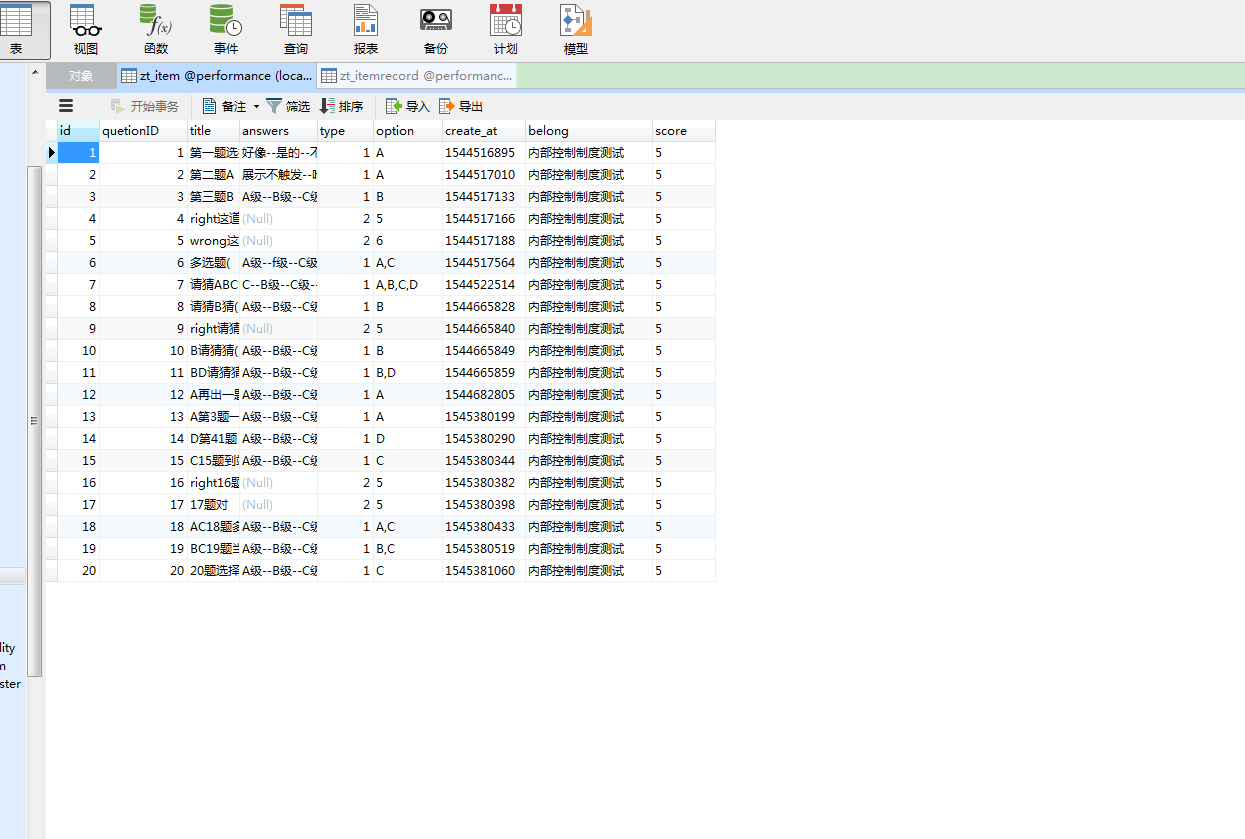 表 视图 函数 事件 查询 报表 备份 计划 模型
对象 zt_item @performance (loca... zt_itemrecord @performanc...
开始事务 备注 筛选 排序 导入 导出
id quetionID title answers type option create_at belong score
1 1 第一题选 好像--是的--不 1 A 1544516895 内部控制制度测试 5
2 2 第二题A 展示不触发-- 1 A 1544517010 内部控制制度测试 5
3 3 第三题B A级--B级--C级 1 B 1544517133 内部控制制度测试 5
4 4 right这道 (Null) 2 5 1544517166 内部控制制度测试 5
5 5 wrong这 (Null) 2 6 1544517188 内部控制制度测试 5
6 6 多选题( A级--f级--C级 1 A,C 1544517564 内部控制制度测试 5
7 7 请猜ABC C--B级--C级-- 1 A,B,C,D 1544522514 内部控制制度测试 5
8 8 请猜B猜( A级--B级--C级 1 B 1544665828 内部控制制度测试 5
9 9 right请猜 (Null) 2 5 1544665840 内部控制制度测试 5
10 10 B请猜猜( A级--B级--C级 1 B 1544665849 内部控制制度测试 5
11 11 BD请猜猜 A级--B级--C级 1 B,D 1544665859 内部控制制度测试 5
12 12 A再出一题 A级--B级--C级 1 A 1544682805 内部控制制度测试 5
13 13 A第3题一 A级--B级--C级 1 A 1545380199 内部控制制度测试 5
14 14 D第41题 A级--B级--C级 1 D 1545380290 内部控制制度测试 5
15 15 C15题到 A级--B级--C级 1 C 1545380344 内部控制制度测试 5
16 16 right16题 (Null) 2 5 1545380382 内部控制制度测试 5
17 17 17题对 (Null) 2 5 1545380398 内部控制制度测试 5
18 18 AC18题多 A级--B级--C级 1 A,C 1545380433 内部控制制度测试 5
19 19 BC19题 A级--B级--C级 1 B,C 1545380519 内部控制制度测试 5
20 20 20题选择 A级--B级--C级 1 C 1545381060 内部控制制度测试 5
lity
m
ster